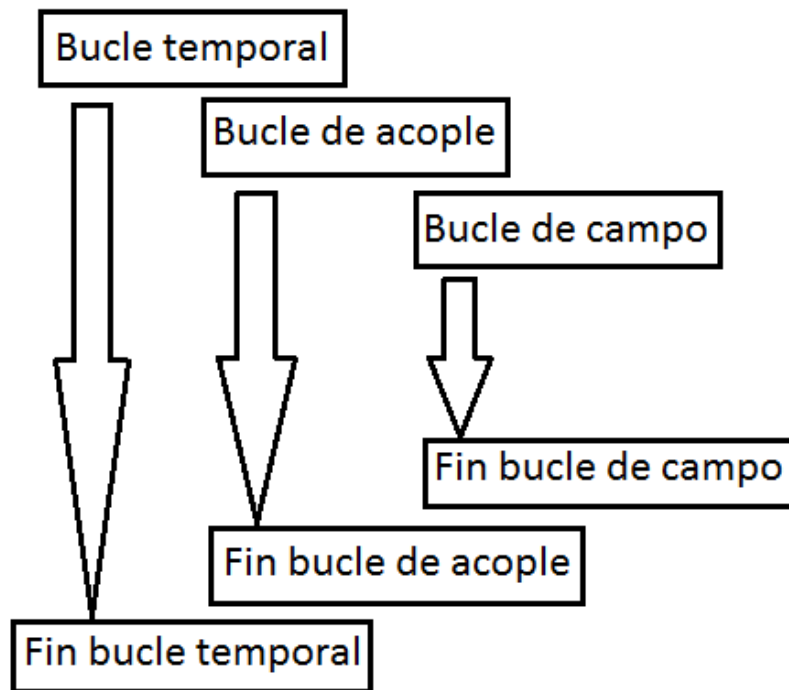 Bucle temporal
Bucle de acople
Bucle de campo
Fin bucle de campo
Fin bucle de acople
Fin bucle temporal